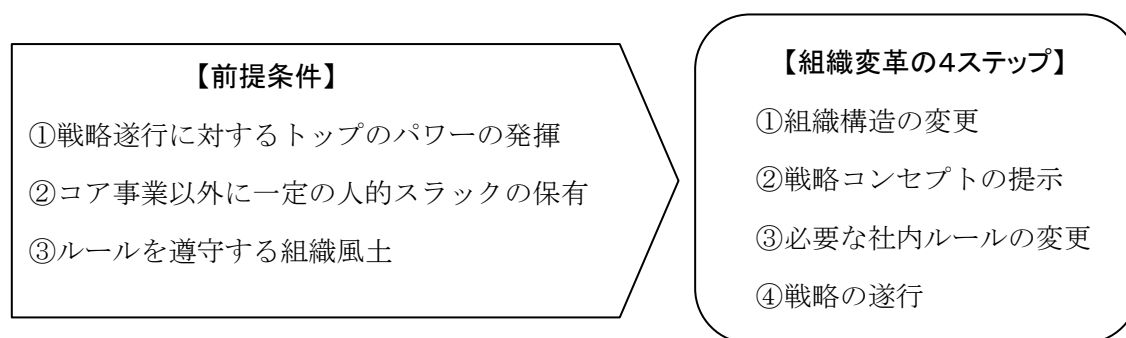 【前提条件】
①戦略遂行に対するトップのパワーの発揮
②コア事業以外に一定の人的スラックの保有
③ルールを遵守する組織風土
【組織変革の4ステップ】
①組織構造の変更
②戦略コンセプトの提示
③必要な社内ルールの変更
④戦略の遂行